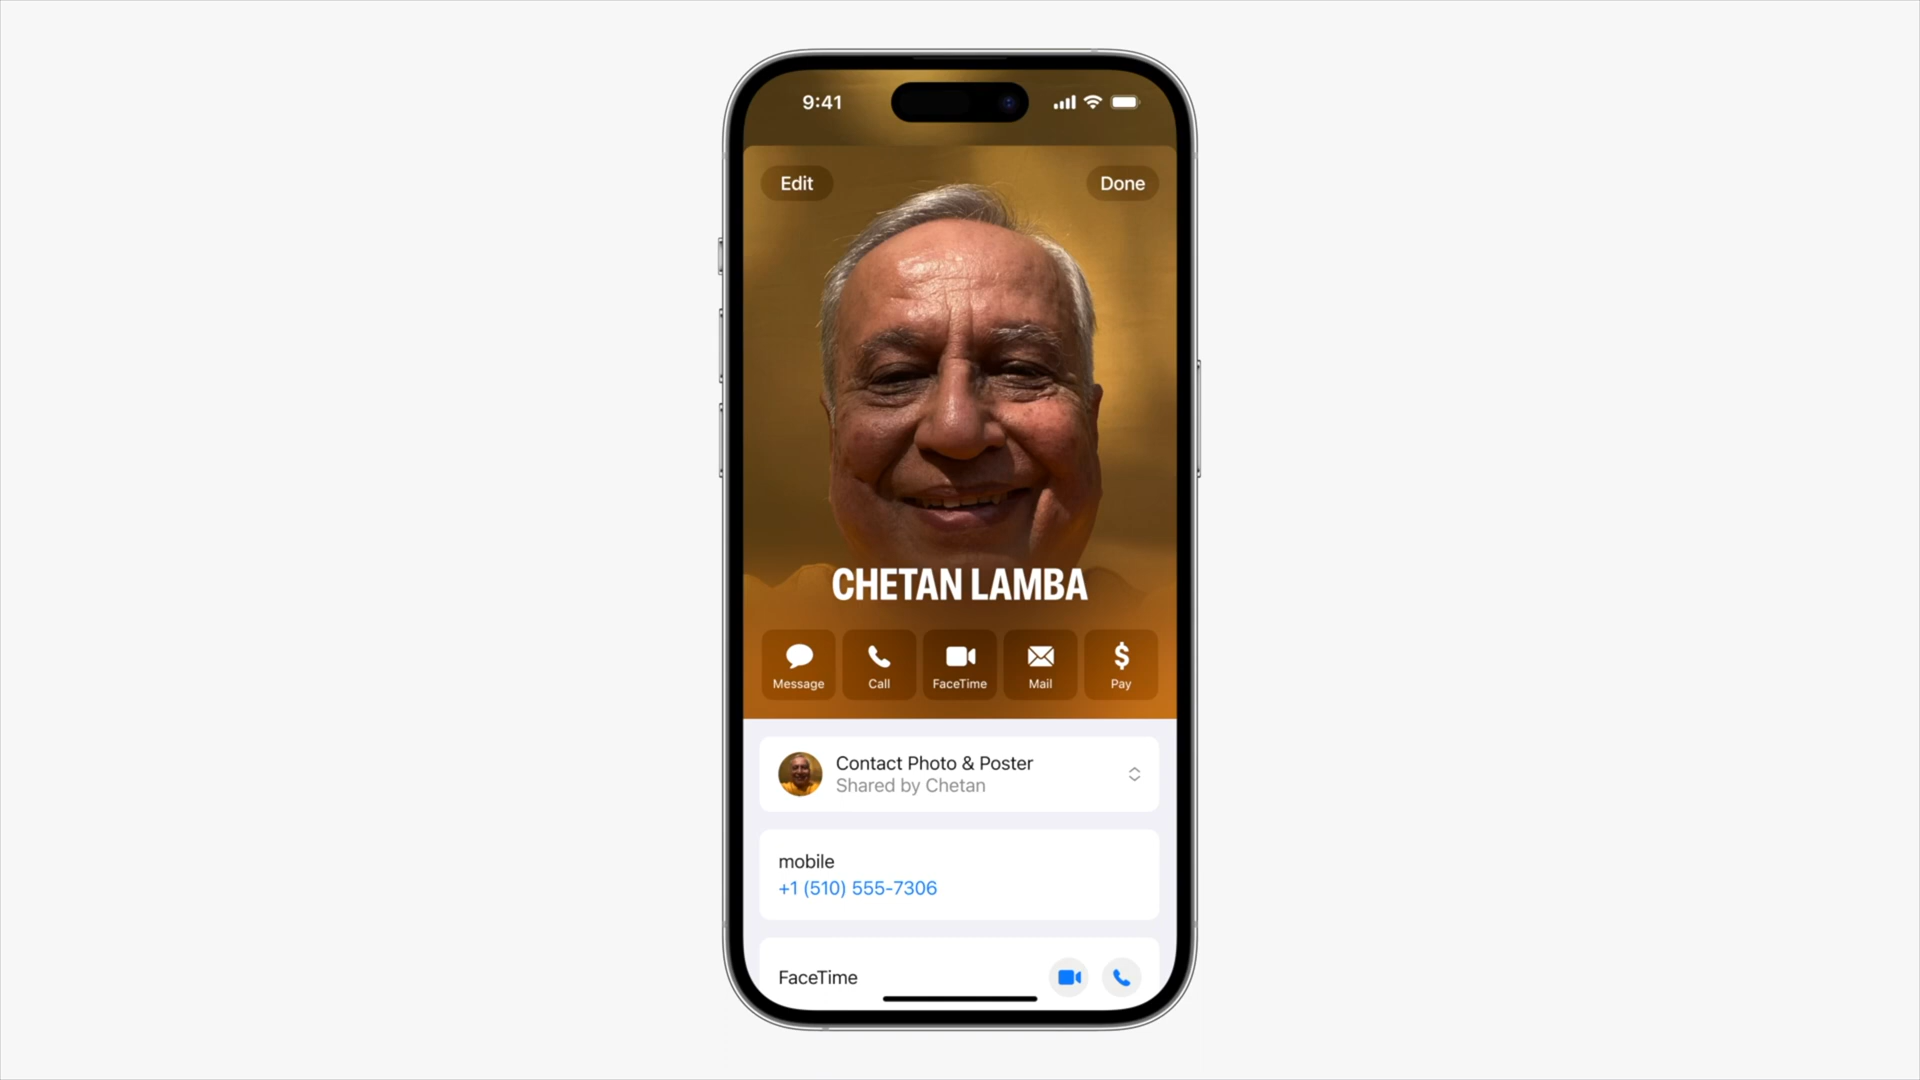 9:41
Edit
Done
CHETAN LAMBA
Message
Call
FaceTime
Mail
$
Pay
Contact Photo & Poster
Shared by Chetan
mobile
+1 (510) 555-7306
FaceTime